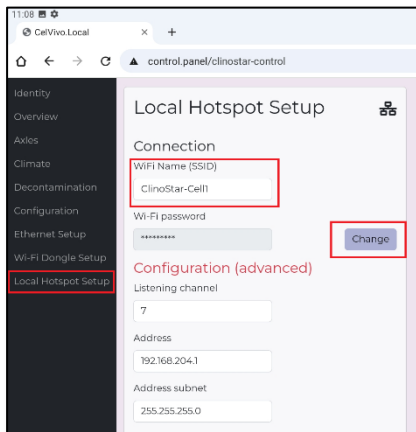 11:08
CelVivo.Local
control.panel/clinostar-control
Identity
Overview
Axles
Climate
Decontamination
Configuration
Ethernet Setup
Wi-Fi Dongle Setup
Local Hotspot Setup
Local Hotspot Setup
Connection
WiFi Name (SSID)
ClinoStar-Cell1
Wi-Fi password
*********
Change
Configuration (advanced)
Listening channel
7
Address
192.168.204.1
Address subnet
255.255.255.0